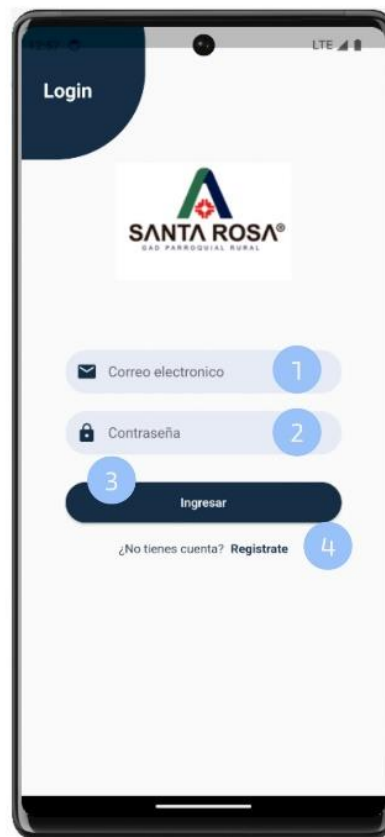 LTE
Login
SANTA ROSA®
GAD PARROQUIAL RURAL
Correo electronico 1
Contraseña 2
3
Ingresar
¿No tienes cuenta? Registrate 4